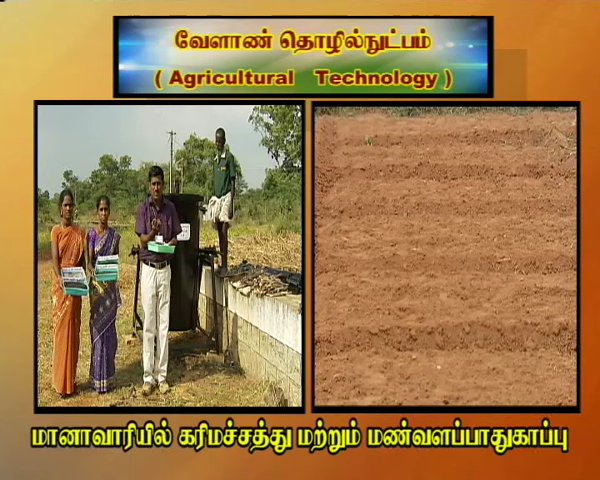 வேளாண் தொழில்நுட்பம்
( Agricultural Technology )
மானாவாரியில் கரிமச்சத்து மற்றும் மண்வளப்பாதுகாப்பு